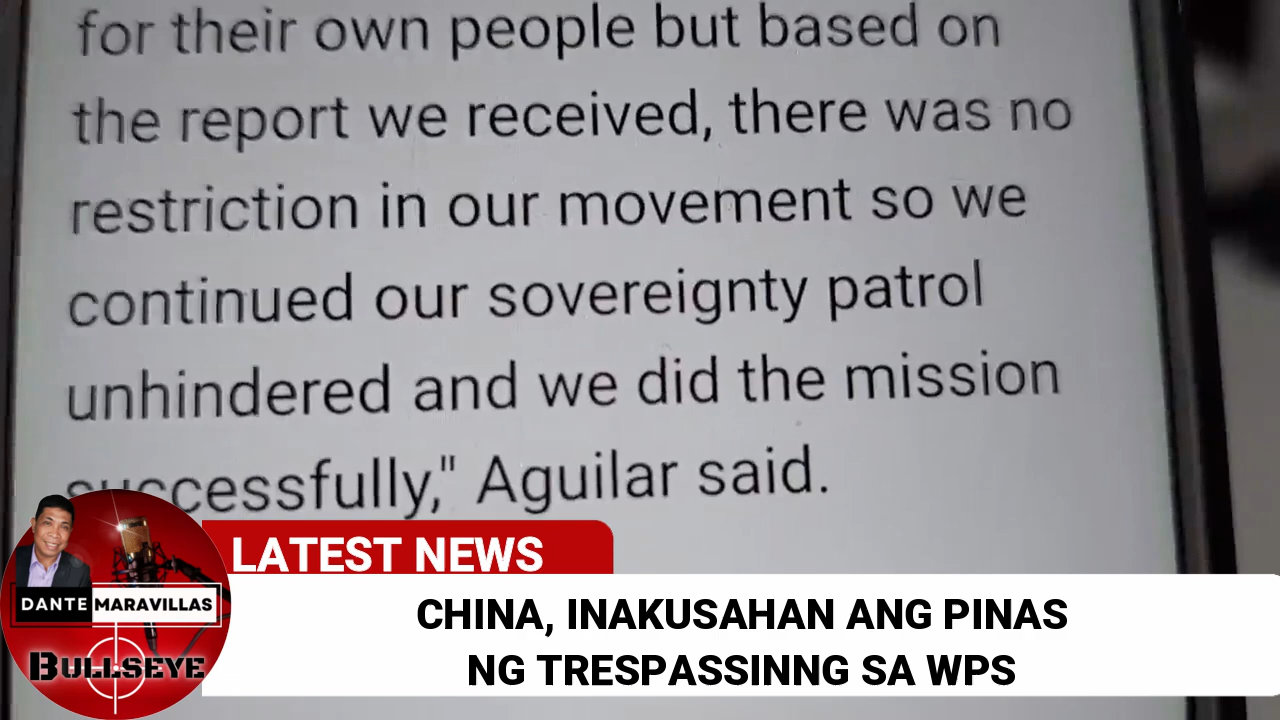 for their own people but based on
the report we received, there was no
restriction in our movement so we
continued our sovereignty patrol
unhindered and we did the mission
successfully," Aguilar said.
LATEST NEWS
CHINA, INAKUSAHAN ANG PINAS
NG TRESPASSINNG SA WPS
DANTE MARAVILLAS
BULLSEYE